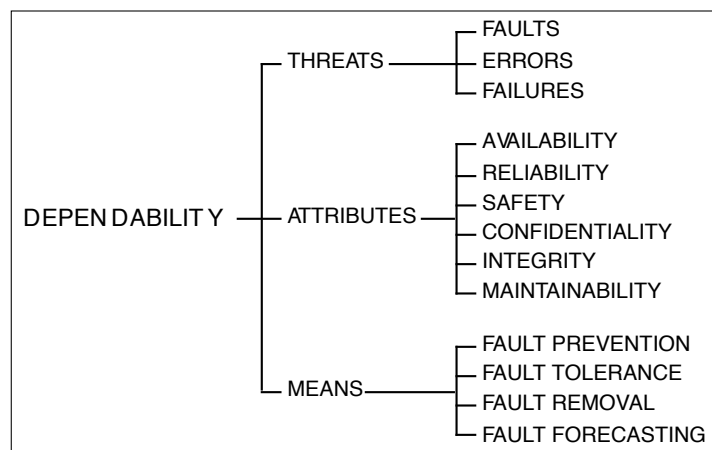 FAULTS
THREATS
ERRORS
FAILURES
AVAILABILITY
RELIABILITY
SAFETY
DEPENDABILITY
ATTRIBUTES
CONFIDENTIALITY
INTEGRITY
MAINTAINABILITY
FAULT PREVENTION
FAULT TOLERANCE
MEANS
FAULT REMOVAL
FAULT FORECASTING